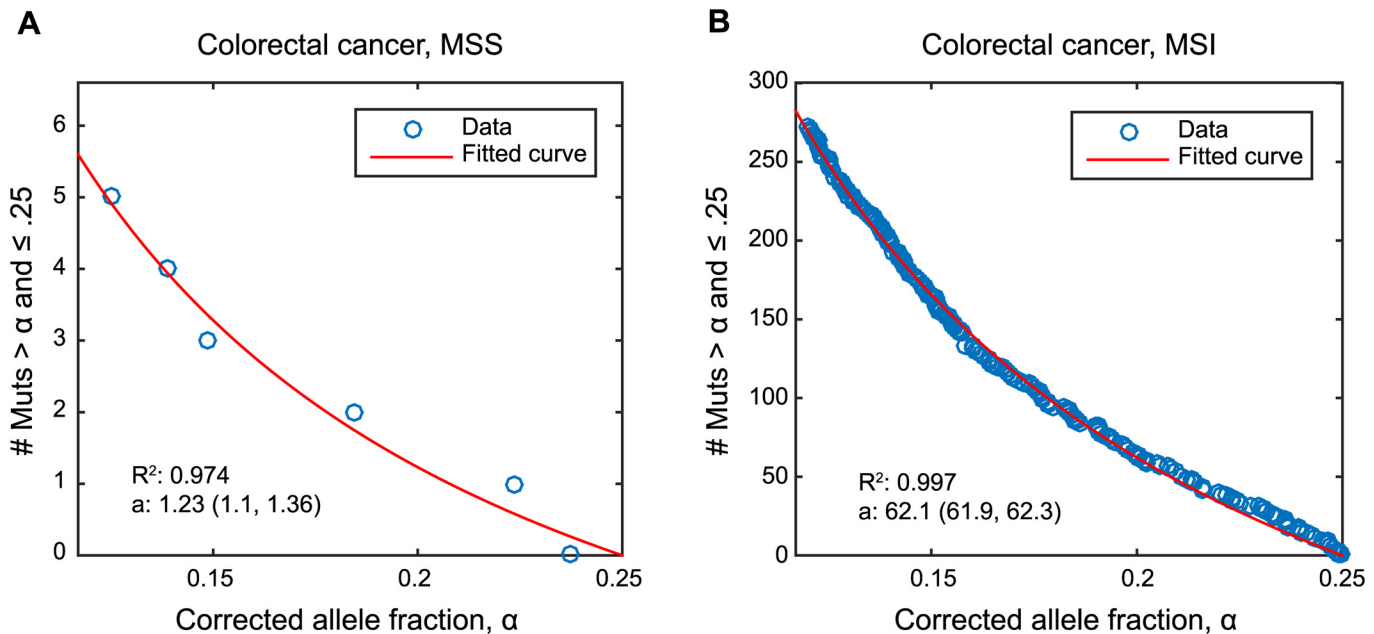 A
Colorectal cancer, MSS
# Muts > α and ≤ .25
6
5
4
3
2
1
0
Data
Fitted curve
R²: 0.974
a: 1.23 (1.1, 1.36)
0.15
0.2
0.25
Corrected allele fraction, α
B
Colorectal cancer, MSI
# Muts > α and ≤ .25
300
250
200
150
100
50
0
Data
Fitted curve
R²: 0.997
a: 62.1 (61.9, 62.3)
0.15
0.2
0.25
Corrected allele fraction, α